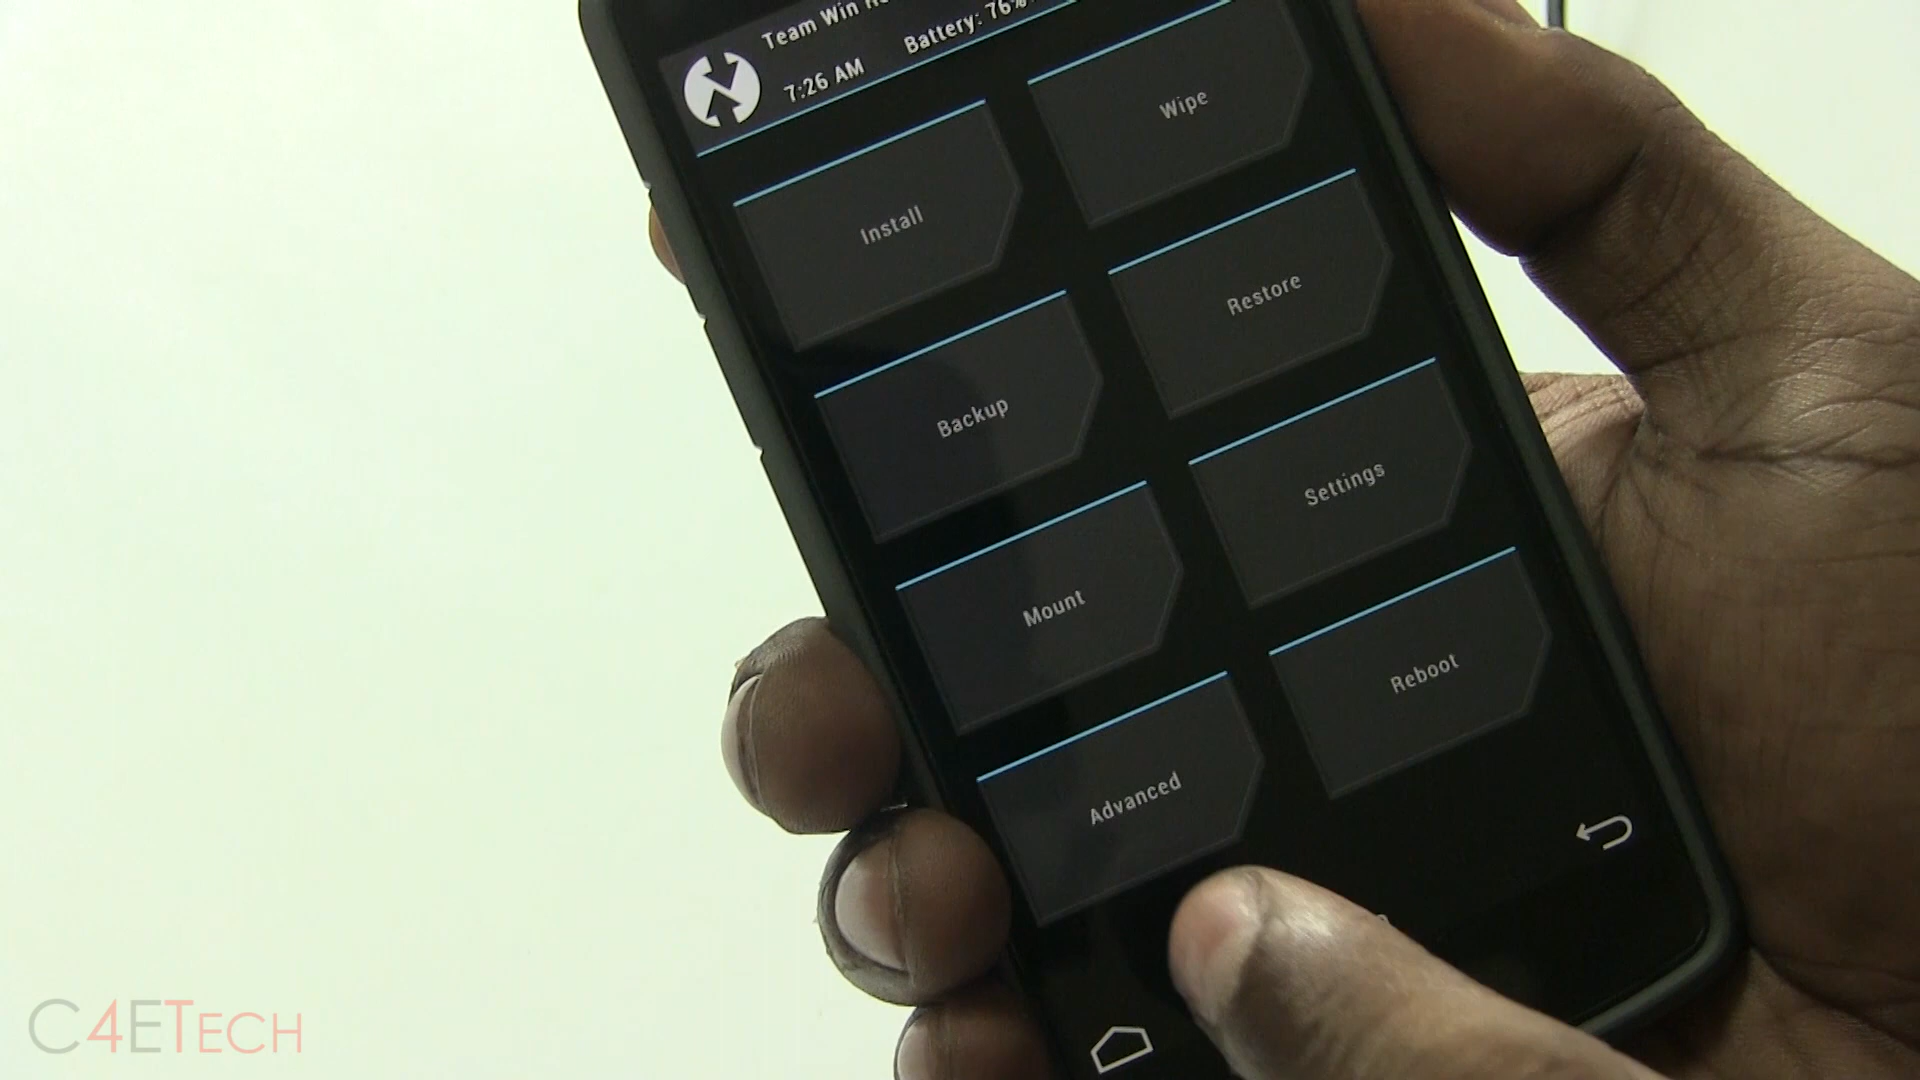 Team Win
7:26 AM Battery: 76%
Install Wipe
Backup Restore
Mount Settings
Advanced Reboot
C4ETECH